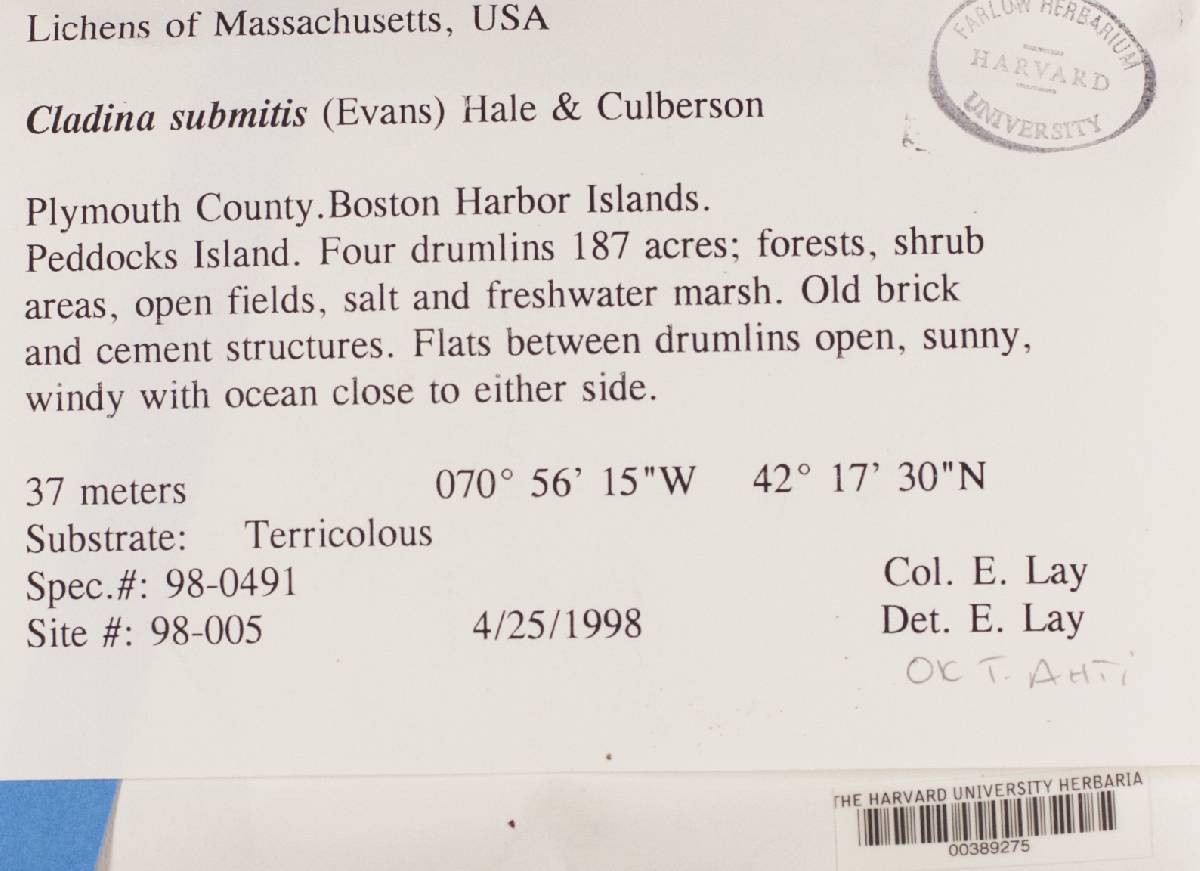 Lichens of Massachusetts, USA
FARLOW HERBARIUM
HARVARD
UNIVERSITY
Cladina submitis (Evans) Hale & Culberson
Plymouth County.Boston Harbor Islands.
Peddocks Island. Four drumlins 187 acres; forests, shrub
areas, open fields, salt and freshwater marsh. Old brick
and cement structures. Flats between drumlins open, sunny,
windy with ocean close to either side.
37 meters 070° 56’ 15"W 42° 17’ 30"N
Substrate: Terricolous
Spec.#: 98-0491 Col. E. Lay
Site #: 98-005 4/25/1998 Det. E. Lay
OK T. AHTi
THE HARVARD UNIVERSITY HERBARIA
00389275